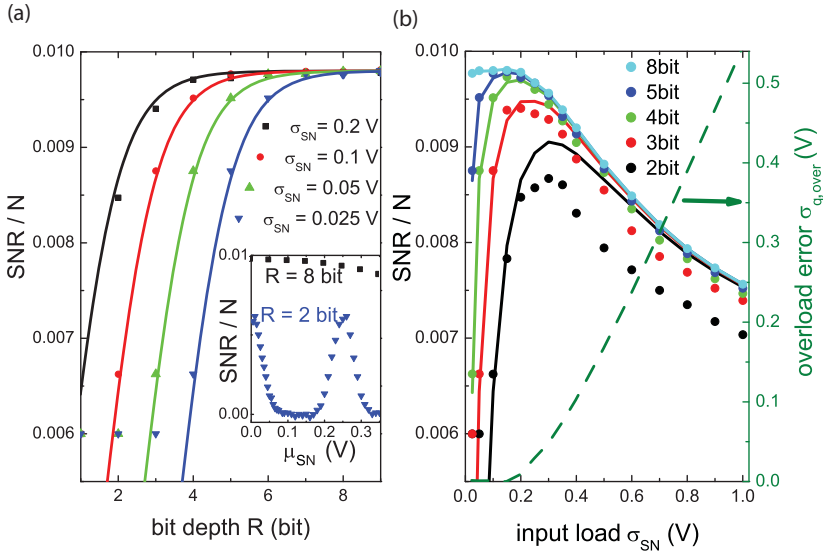 (a)
0.010
0.009
0.008
0.007
0.006
SNR / N
2
4
6
8
bit depth R (bit)
σSN = 0.2 V
σSN = 0.1 V
σSN = 0.05 V
σSN = 0.025 V
0.01
0.00
SNR / N
R = 8 bit
R = 2 bit
0.0
0.1
0.2
0.3
μSN (V)
(b)
0.010
0.009
0.008
0.007
0.006
SNR / N
8bit
5bit
4bit
3bit
2bit
0.0
0.2
0.4
0.6
0.8
1.0
input load σSN (V)
0.5
0.4
0.3
0.2
0.1
0.0
overload error σq,over (V)